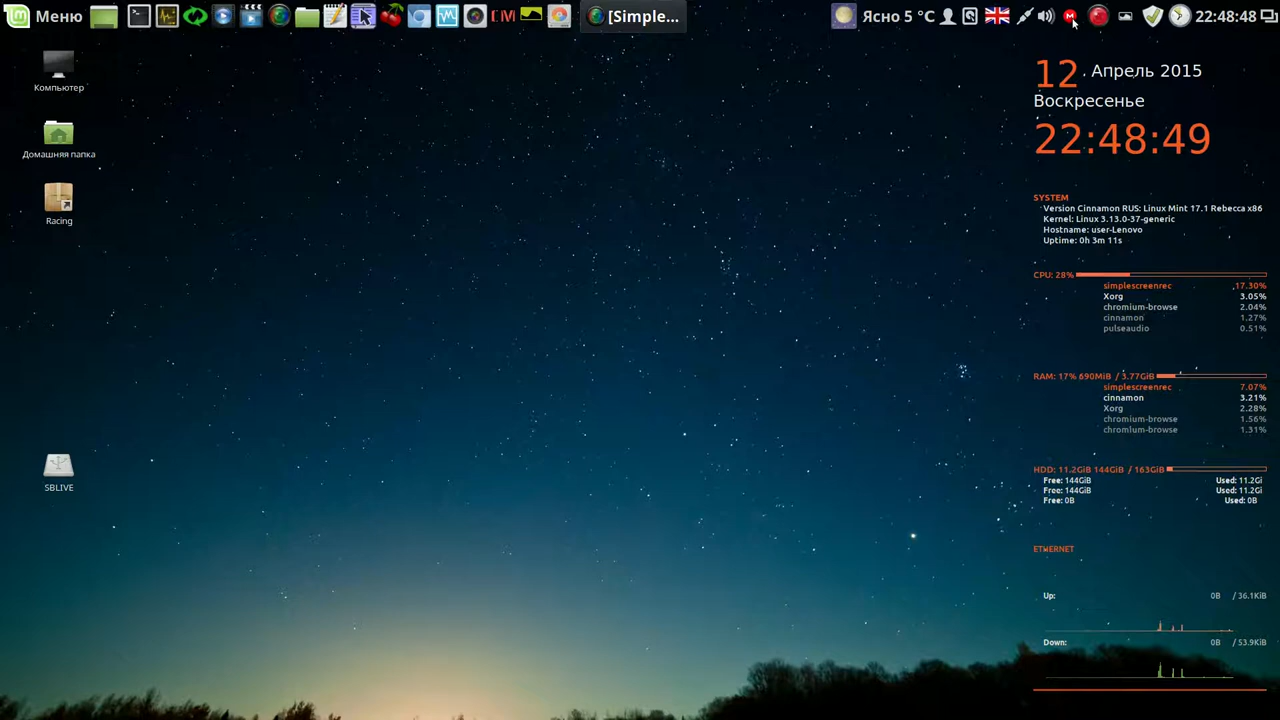 Меню
[Simple...
Ясно 5 °C
22:48:48
Компьютер
Домашняя папка
Racing
SBLIVE
12 . Апрель 2015
Воскресенье
22:48:49
SYSTEM
Version Cinnamon RUS: Linux Mint 17.1 Rebecca x86
Kernel: Linux 3.13.0-37-generic
Hostname: user-Lenovo
Uptime: 0h 3m 11s
CPU: 28%
simplescreenrec 17.30%
Xorg 3.05%
chromium-browse 2.04%
cinnamon 1.27%
pulseaudio 0.51%
RAM: 17% 690MiB / 3.77GiB
simplescreenrec 7.07%
cinnamon 3.21%
Xorg 2.28%
chromium-browse 1.56%
chromium-browse 1.31%
HDD: 11.2GiB 144GiB / 163GiB
Free: 144GiB Used: 11.2Gi
Free: 144GiB Used: 11.2Gi
Free: 0B Used: 0B
ETHERNET
Up: 0B / 36.1KiB
Down: 0B / 53.9KiB